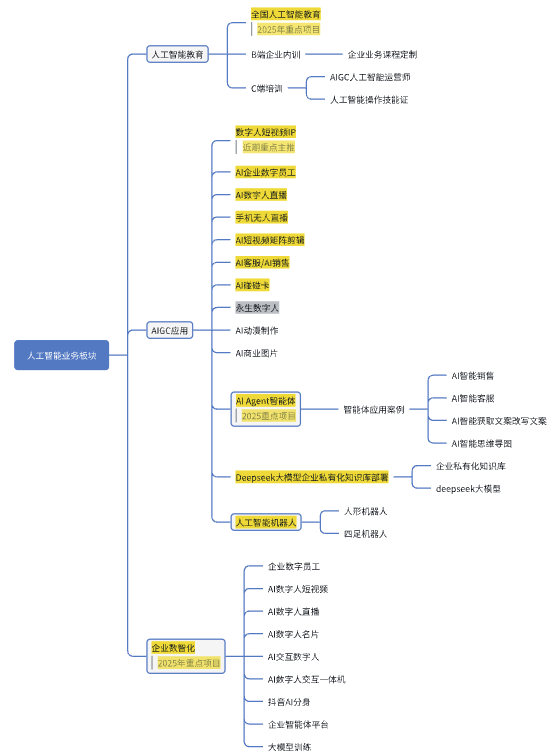 人工智能业务板块
人工智能教育
全国人工智能教育
2025年重点项目
B端企业内训
企业业务课程定制
C端培训
AIGC人工智能运营师
人工智能操作技能证
AIGC应用
数字人短视频IP
近期重点主推
AI企业数字员工
AI数字人直播
手机无人直播
AI短视频矩阵剪辑
AI客服/AI销售
AI碰碰卡
永生数字人
AI动漫制作
AI商业图片
AI Agent智能体
2025重点项目
智能体应用案例
AI智能销售
AI智能客服
AI智能获取文案改写文案
AI智能思维导图
Deepseek大模型企业私有化知识库部署
企业私有化知识库
deepseek大模型
人工智能机器人
人形机器人
四足机器人
企业数智化
2025年重点项目
企业数字员工
AI数字人短视频
AI数字人直播
AI数字人名片
AI交互数字人
AI数字人交互一体机
抖音AI分身
企业智能体平台
大模型训练